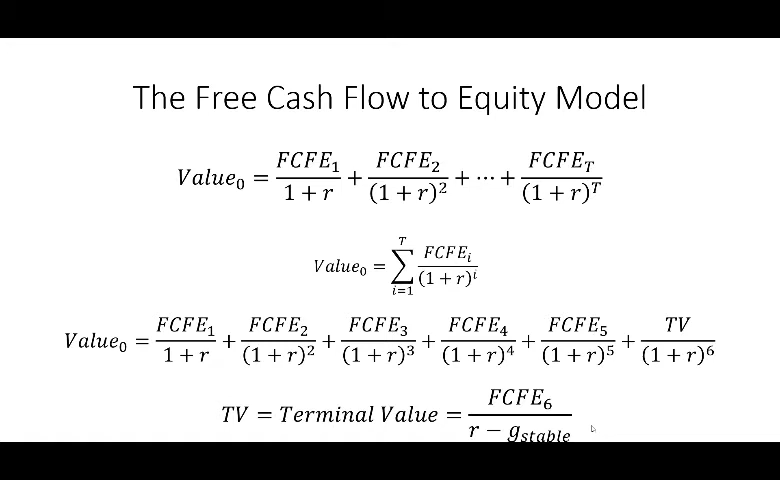 The Free Cash Flow to Equity Model
Value₀ = FCFE₁/(1 + r) + FCFE₂/(1 + r)² + ⋯ + FCFE_T/(1 + r)^T
Value₀ = ∑_{i=1}^{T} FCFE_i/(1 + r)^i
Value₀ = FCFE₁/(1 + r) + FCFE₂/(1 + r)² + FCFE₃/(1 + r)³ + FCFE₄/(1 + r)⁴ + FCFE₅/(1 + r)⁵ + TV/(1 + r)⁶
TV = Terminal Value = FCFE₆/(r − g_stable)